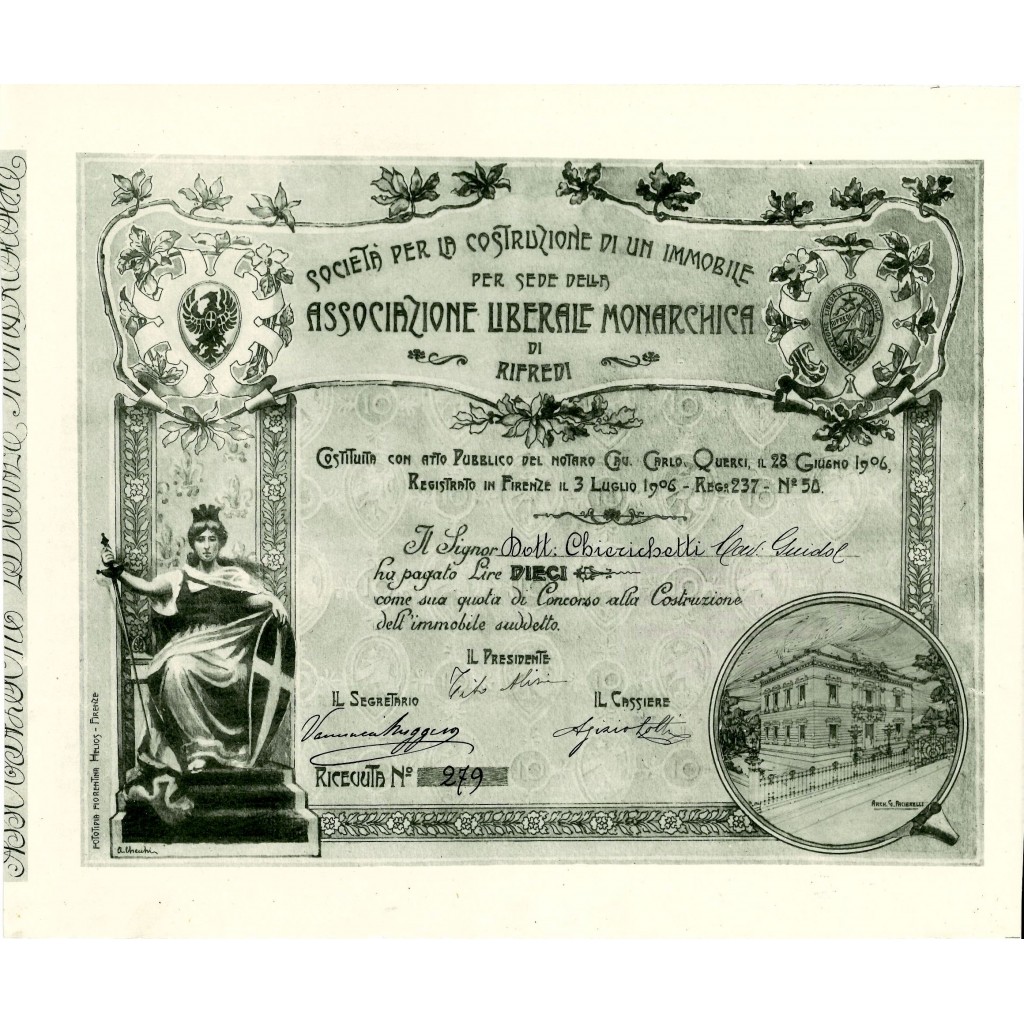 SOCIETÀ PER LA COSTRUZIONE DI UN IMMOBILE
PER SEDE DELLA
ASSOCIAZIONE LIBERALE MONARCHICA
DI
RIFREDI
COSTITUITA CON ATTO PUBBLICO DEL NOTARO CAV. CARLO QUERCI, IL 28 GIUGNO 1906,
REGISTRATO IN FIRENZE IL 3 LUGLIO 1906 - REG. 237 - Nº 50.
Il Signor Dott: Chierichetti Cav: Guido
ha pagato Lire DIECI
come sua quota di Concorso alla Costruzione
dell'immobile suddetto.
IL PRESIDENTE
IL SEGRETARIO IL CASSIERE
RICEVUTA Nº 279
FOTOTIPIA FIORENTINA HELIOS - FIRENZE